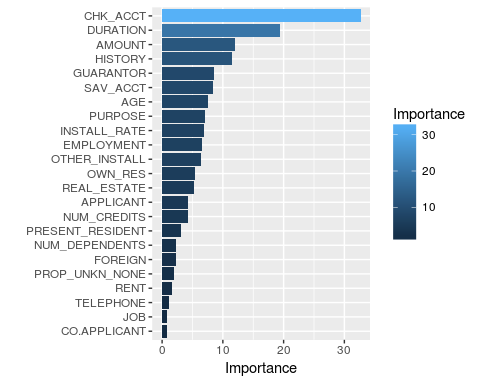 CHK_ACCT
DURATION
AMOUNT
HISTORY
GUARANTOR
SAV_ACCT
AGE
PURPOSE
INSTALL_RATE
EMPLOYMENT
OTHER_INSTALL
OWN_RES
REAL_ESTATE
APPLICANT
NUM_CREDITS
PRESENT_RESIDENT
NUM_DEPENDENTS
FOREIGN
PROP_UNKN_NONE
RENT
TELEPHONE
JOB
CO.APPLICANT
0 10 20 30
Importance
Importance
30
20
10